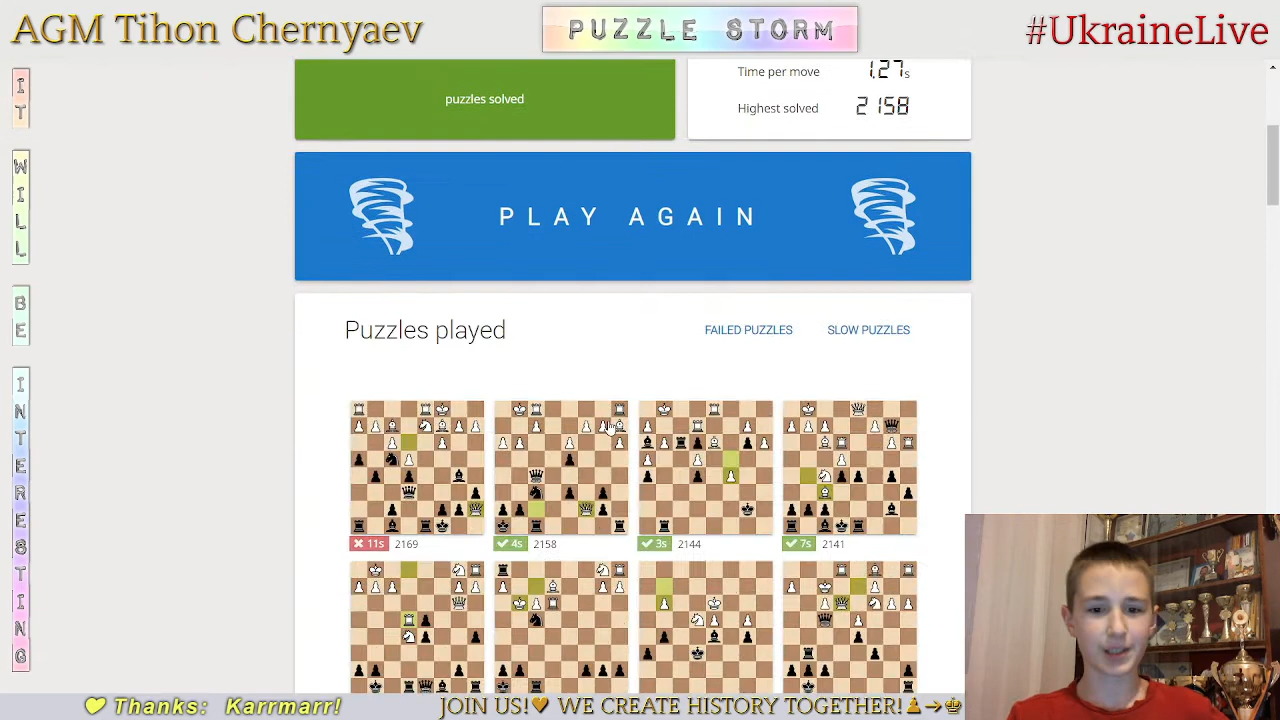 AGM Tihon Chernyaev
PUZZLE STORM
#UkraineLive
IT
WILL
BE
INTERESTING
puzzles solved
Time per move 1.27s
Highest solved 2158
PLAY AGAIN
Puzzles played
FAILED PUZZLES
SLOW PUZZLES
11s 2169
4s 2158
3s 2144
7s 2141
Thanks: Karrmarr!
JOIN US! WE CREATE HISTORY TOGETHER!